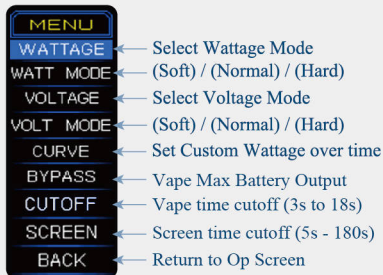 MENU
WATTAGE Select Wattage Mode
WATT MODE (Soft) / (Normal) / (Hard)
VOLTAGE Select Voltage Mode
VOLT MODE (Soft) / (Normal) / (Hard)
CURVE Set Custom Wattage over time
BYPASS Vape Max Battery Output
CUTOFF Vape time cutoff (3s to 18s)
SCREEN Screen time cutoff (5s - 180s)
BACK Return to Op Screen